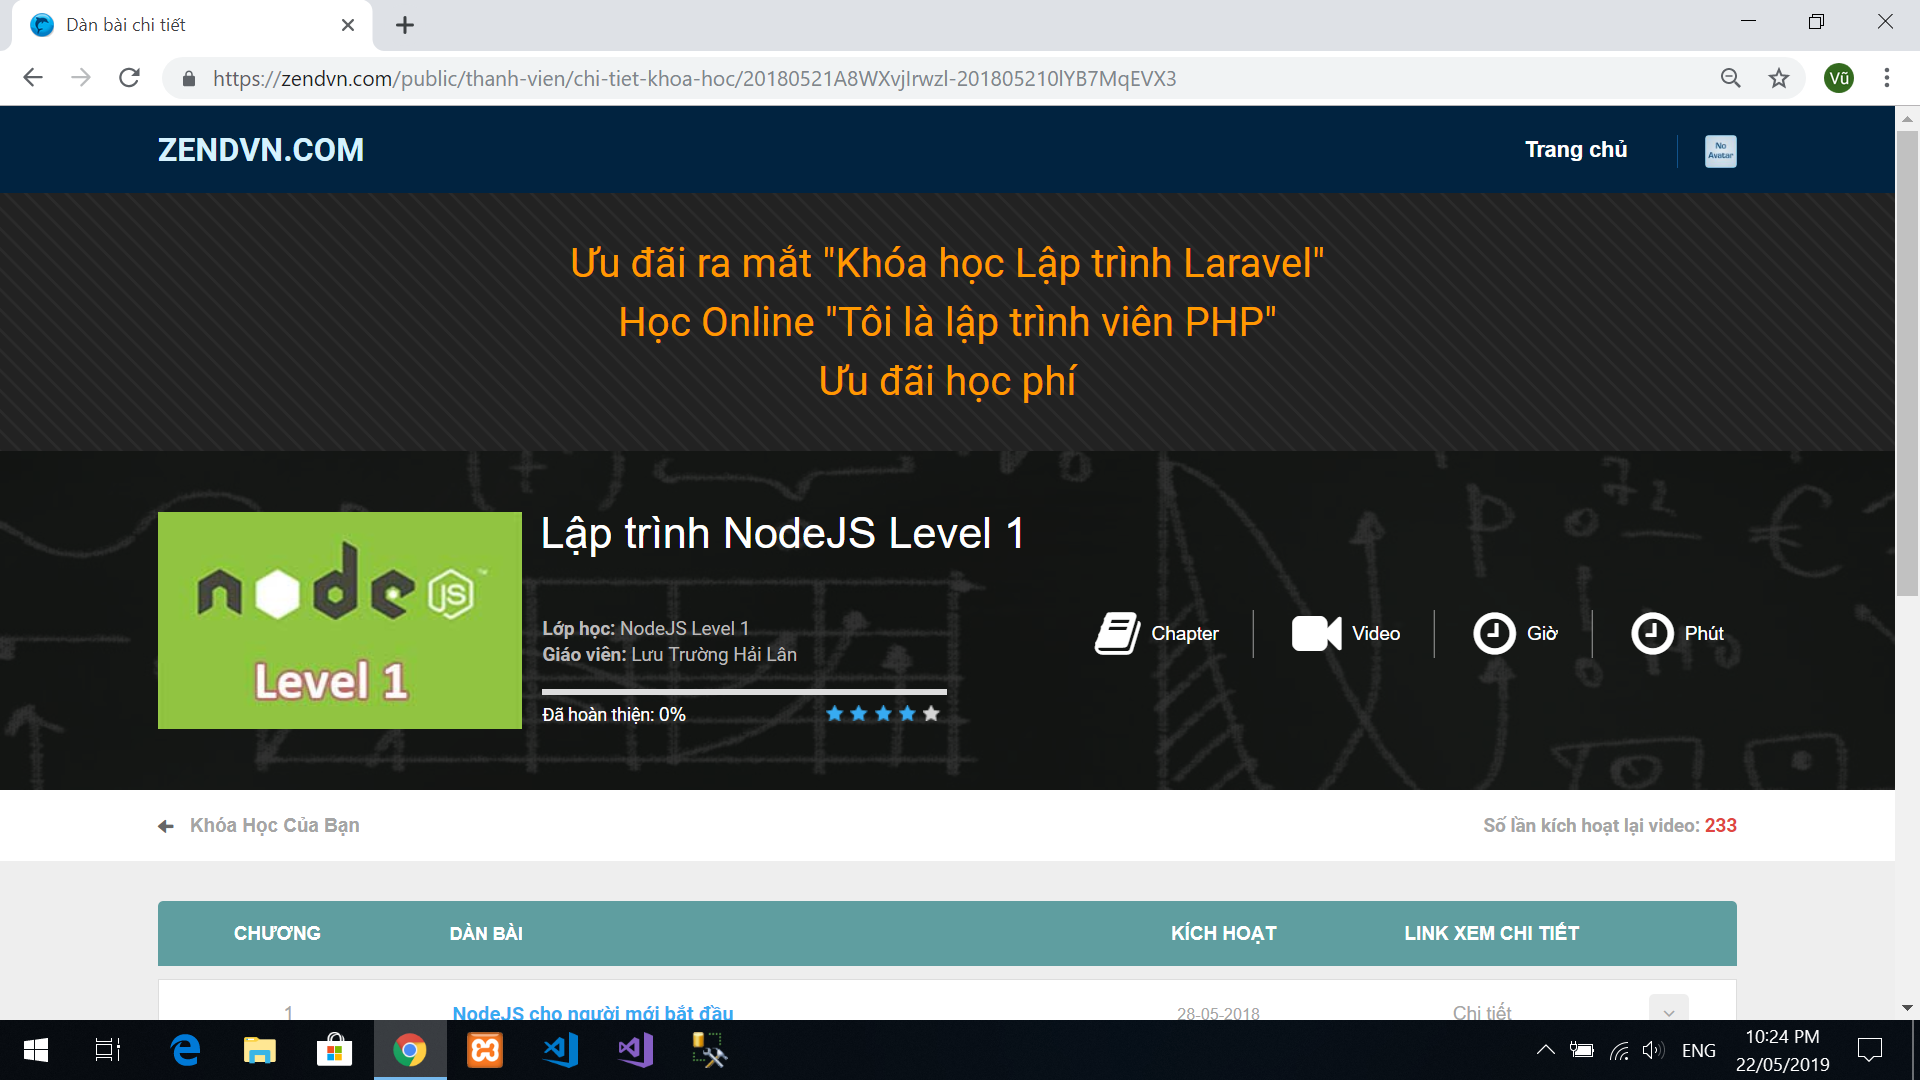 Dàn bài chi tiết
https://zendvn.com/public/thanh-vien/chi-tiet-khoa-hoc/20180521A8WXvjIrwzl-201805210lYB7MqEVX3
Vũ
ZENDVN.COM
Trang chủ
No Avatar
Ưu đãi ra mắt "Khóa học Lập trình Laravel"
Học Online "Tôi là lập trình viên PHP"
Ưu đãi học phí
node JS ™
Level 1
Lập trình NodeJS Level 1
Lớp học: NodeJS Level 1
Giáo viên: Lưu Trường Hải Lân
Đã hoàn thiện: 0%
Chapter
Video
Giờ
Phút
Khóa Học Của Bạn
Số lần kích hoạt lại video: 233
CHƯƠNG DÀN BÀI KÍCH HOẠT LINK XEM CHI TIẾT
1 NodeJS cho người mới bắt đầu 28-05-2018 Chi tiết
ENG
10:24 PM
22/05/2019